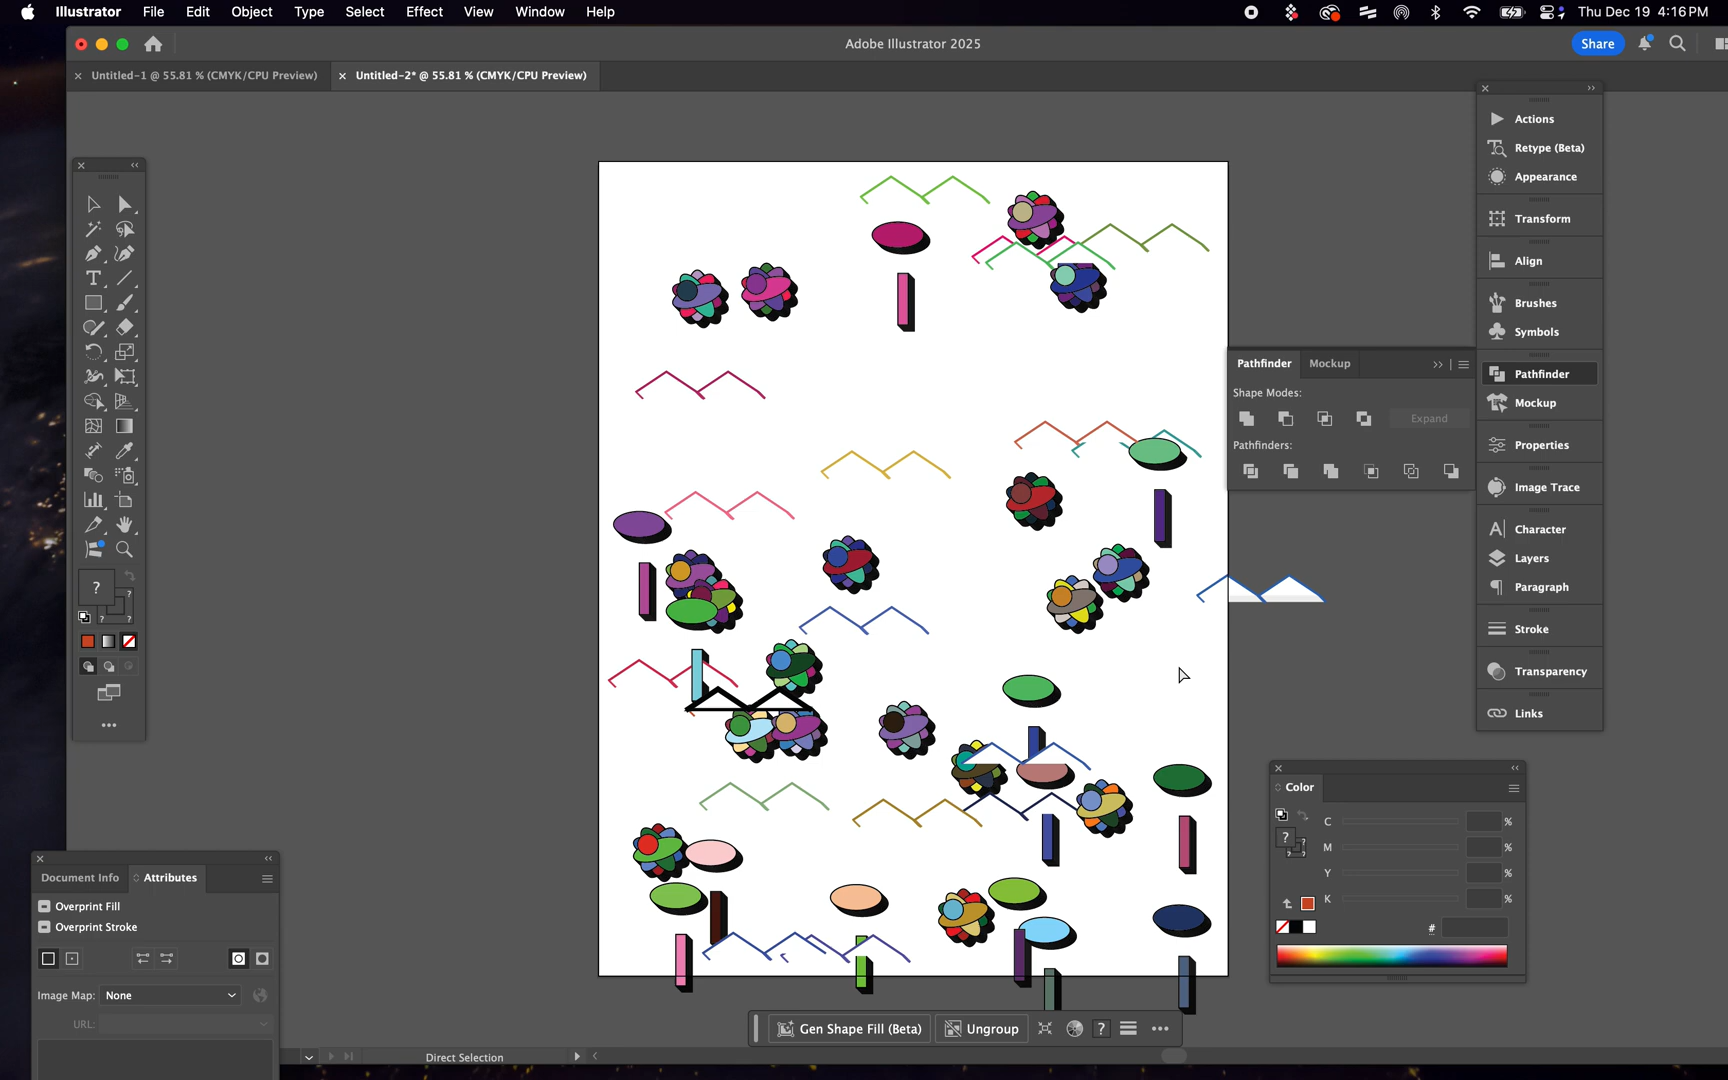 Illustrator File Edit Object Type Select Effect View Window Help
Thu Dec 19 4:16 PM
Adobe Illustrator 2025
Share
Untitled-1 @ 55.81 % (CMYK/CPU Preview)
Untitled-2* @ 55.81 % (CMYK/CPU Preview)
Actions
Retype (Beta)
Appearance
Transform
Align
Brushes
Symbols
Pathfinder
Mockup
Properties
Image Trace
Character
Layers
Paragraph
Stroke
Transparency
Links
Pathfinder Mockup
Shape Modes:
Expand
Pathfinders:
?
?
?
Color
?
C %
M %
Y %
K %
#
Document Info Attributes
Overprint Fill
Overprint Stroke
Image Map: None
URL:
Gen Shape Fill (Beta) Ungroup ?
Direct Selection